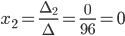 x₂ = Δ₂/Δ = 0/96 = 0